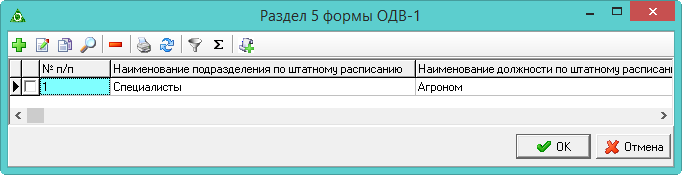 Раздел 5 формы ОДВ-1
№ п/п Наименование подразделения по штатному расписанию Наименование должности по штатному расписан
1 Специалисты Агроном
OK Отмена